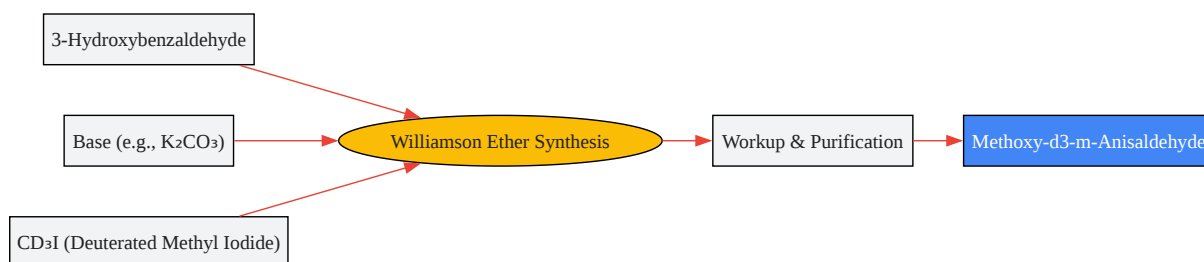 3-Hydroxybenzaldehyde
Base (e.g., K₂CO₃)
CD₃I (Deuterated Methyl Iodide)
Williamson Ether Synthesis
Workup & Purification
Methoxy-d3-m-Anisaldehyde